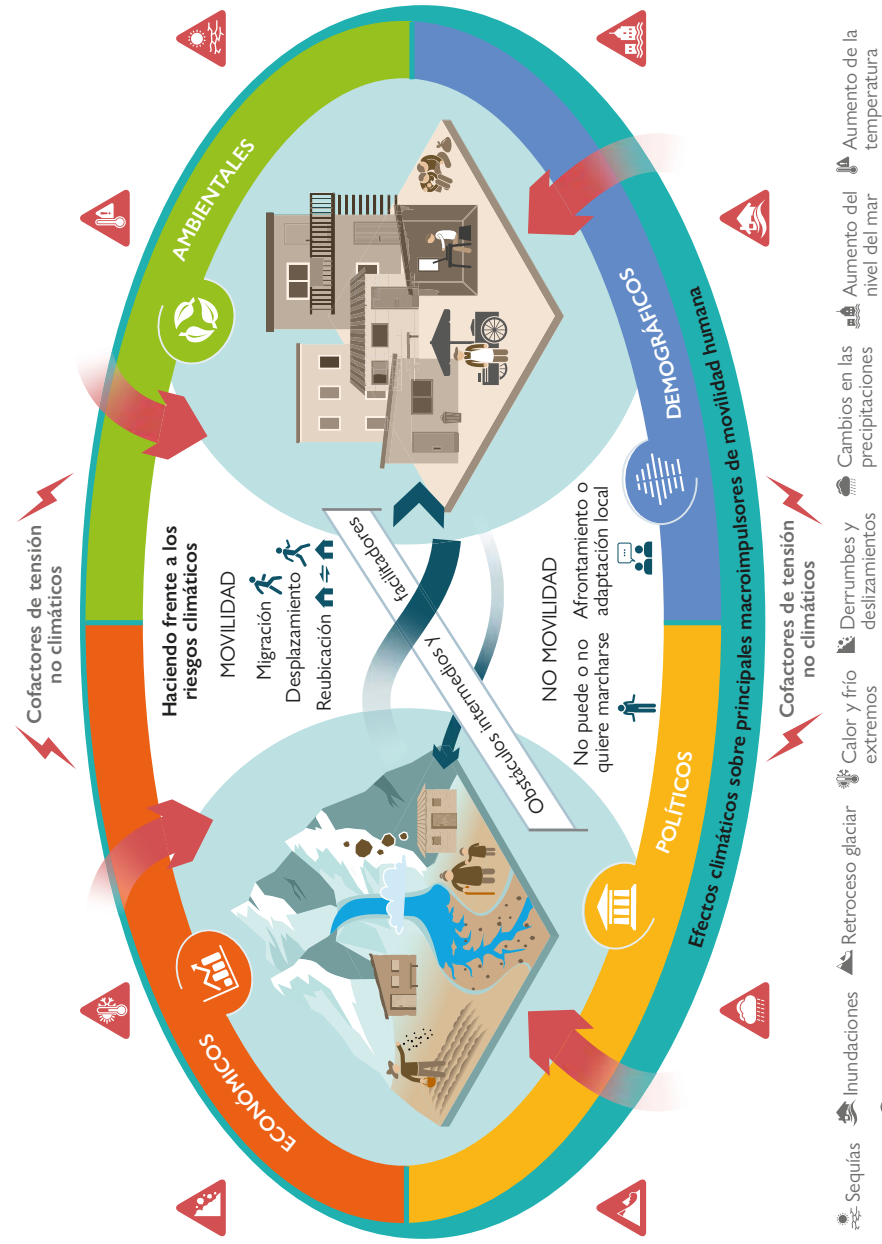 Cofactores de tensión
no climáticos
ECONÓMICOS
AMBIENTALES
Haciendo frente a los
riesgos climáticos
MOVILIDAD
Migración
Desplazamiento
Reubicación
Obstáculos intermedios y facilitadores
NO MOVILIDAD
No puede o no
quiere marcharse
Afrontamiento o
adaptación local
POLÍTICOS
DEMOGRÁFICOS
Efectos climáticos sobre principales macroimpulsores de movilidad humana
Cofactores de tensión
no climáticos
Sequías
Inundaciones
Retroceso glaciar
Calor y frío
extremos
Derrumbes y
deslizamientos
Cambios en las
precipitaciones
Aumento del
nivel del mar
Aumento de la
temperatura